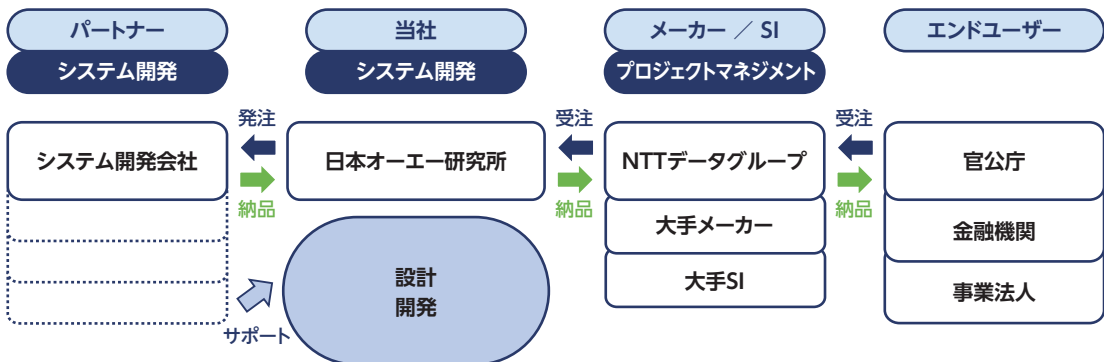 パートナー
当社
メーカー ／ SI
エンドユーザー
システム開発
システム開発
プロジェクトマネジメント
発注
受注
受注
システム開発会社
日本オーエー研究所
NTTデータグループ
官公庁
納品
納品
納品
大手メーカー
金融機関
設計
開発
大手SI
事業法人
サポート